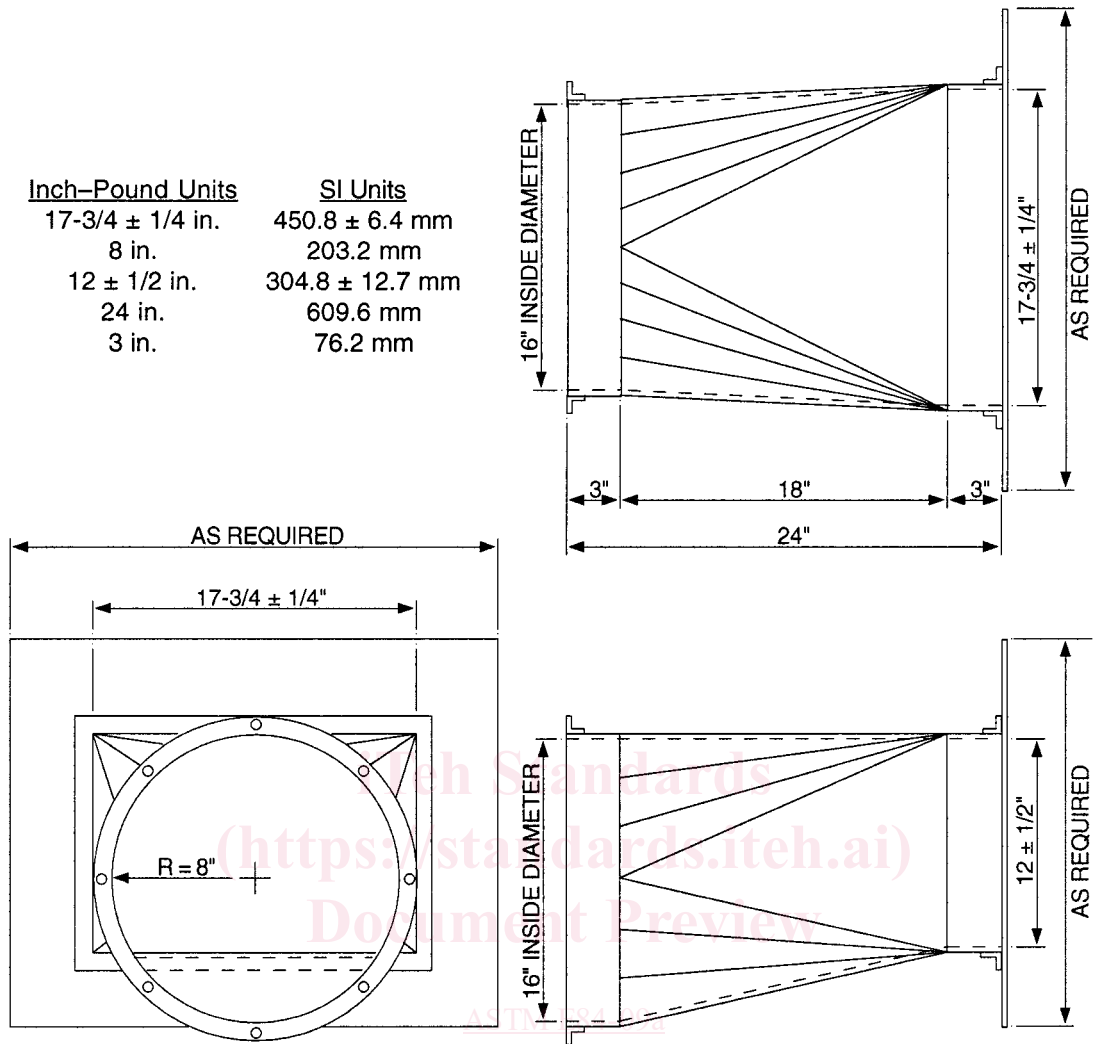 Inch–Pound Units SI Units
17-3/4 ± 1/4 in. 450.8 ± 6.4 mm
8 in. 203.2 mm
12 ± 1/2 in. 304.8 ± 12.7 mm
24 in. 609.6 mm
3 in. 76.2 mm
16" INSIDE DIAMETER
17-3/4 ± 1/4"
AS REQUIRED
3" 18" 3"
24"
AS REQUIRED
17-3/4 ± 1/4"
R = 8"
16" INSIDE DIAMETER
12 ± 1/2"
AS REQUIRED
iTeh Standards
(https://standards.iteh.ai)
Document Preview